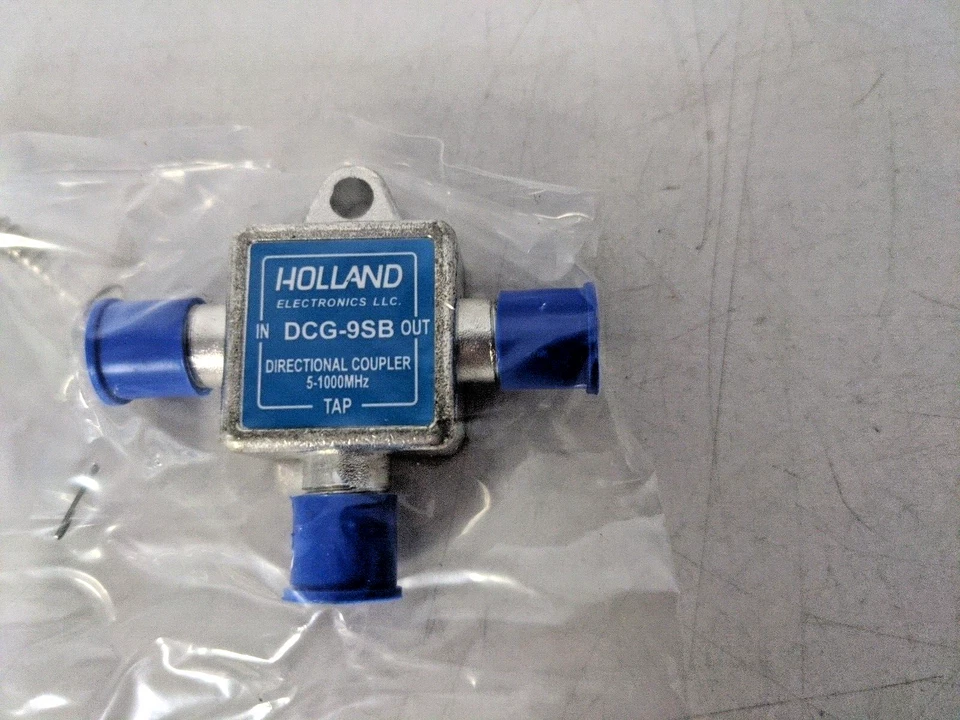 HOLLAND
ELECTRONICS LLC.
IN DCG-9SB OUT
DIRECTIONAL COUPLER
5-1000MHz
TAP